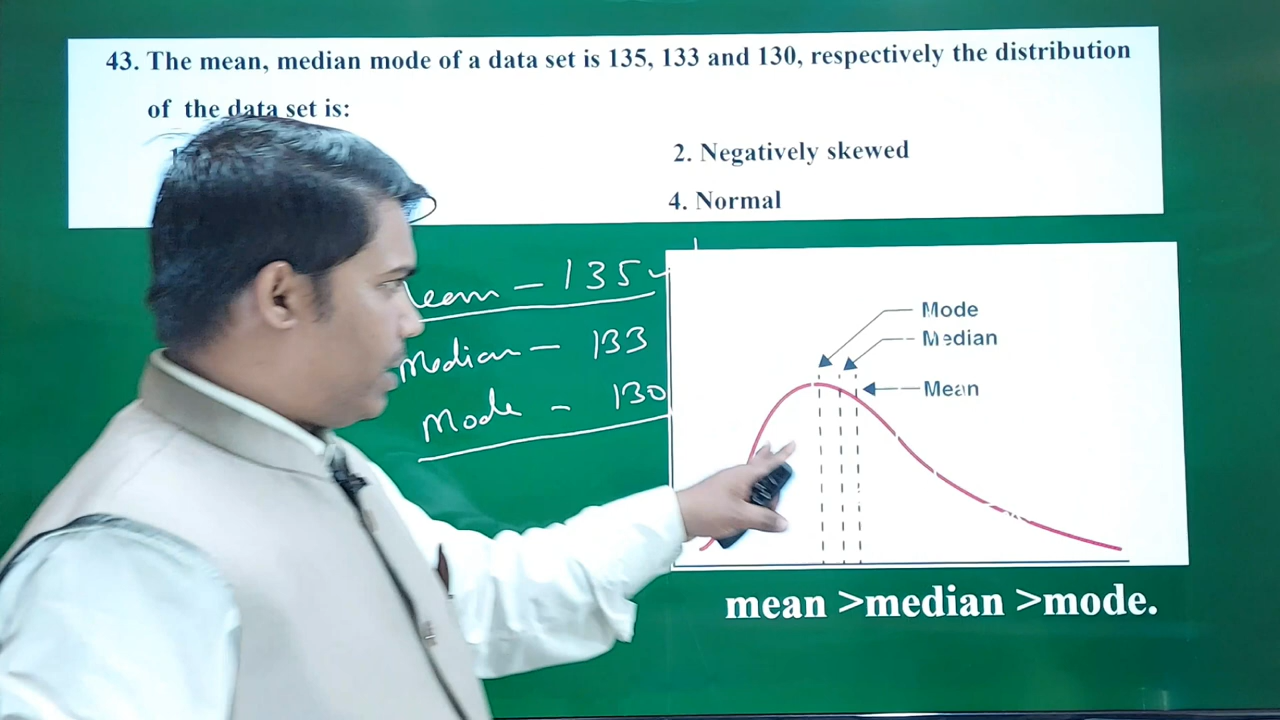 43. The mean, median mode of a data set is 135, 133 and 130, respectively the distribution
of the data set is:
2. Negatively skewed
4. Normal
Mean - 135
Median - 133
Mode - 130
Mode
Median
Mean
mean >median >mode.